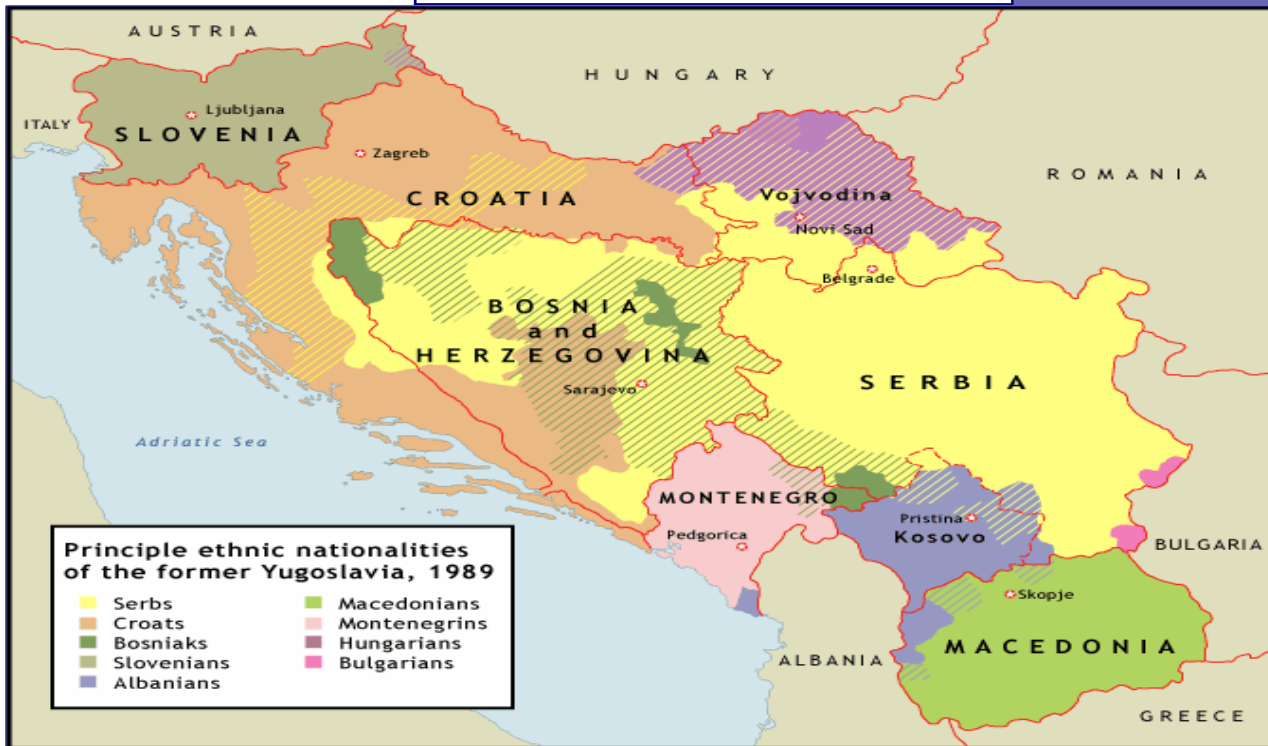 AUSTRIA
HUNGARY
ITALY
Ljubljana
SLOVENIA
Zagreb
ROMANIA
CROATIA
Vojvodina
Novi Sad
Belgrade
BOSNIA
and
HERZEGOVINA
Sarajevo
SERBIA
Adriatic Sea
MONTENEGRO
Pedgorica
Pristina
Kosovo
BULGARIA
Skopje
MACEDONIA
ALBANIA
GREECE
Principle ethnic nationalities
of the former Yugoslavia, 1989
Serbs
Croats
Bosniaks
Slovenians
Albanians
Macedonians
Montenegrins
Hungarians
Bulgarians